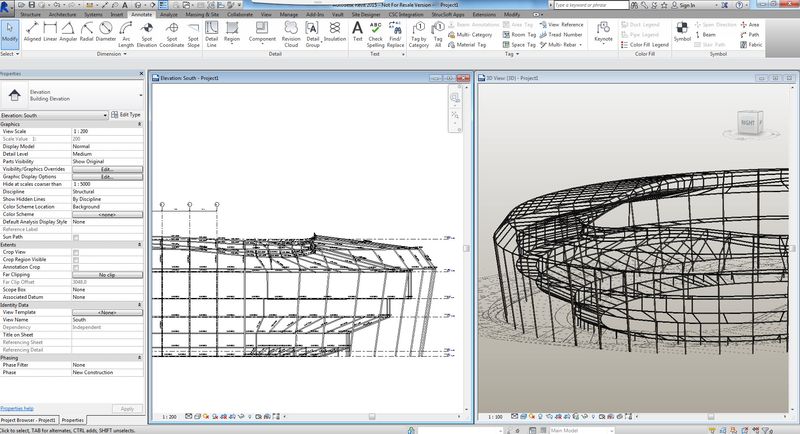 Autodesk Revit 2015 - Not For Resale Version - Project1
Type a keyword or phrase
Sign In
Annotate Analyze Massing & Site Collaborate View Manage Add-Ins Vault Site Designer CSC Integration StrucSoft Apps Extensions Modify
Modify Aligned Linear Angular Radial Diameter Arc Length Spot Elevation Spot Coordinate Spot Slope Detail Line Region Component Revision Cloud Detail Group Insulation Text Check Spelling Find/ Replace Tag by Category Tag All Keynote Symbol
Beam Annotations
Multi-Category
Material Tag
View Reference
Tread Number
Multi-Rebar
Room Tag
Color Fill Legend
Span Direction
Beam
Stair Path
Area
Path
Fabric
Select Dimension Detail Text Tag Color Fill Symbol
Properties
Elevation
Building Elevation
Elevation: South Edit Type
Graphics
View Scale 1 : 200
Scale Value 1: 200
Display Model Normal
Detail Level Medium
Parts Visibility Show Original
Visibility/Graphics Overrides Edit...
Graphic Display Options Edit...
Hide at scales coarser than 1 : 5000
Discipline Structural
Show Hidden Lines By Discipline
Color Scheme Location Background
Color Scheme <none>
Default Analysis Display Style None
Reference Label
Sun Path
Extents
Crop View
Crop Region Visible
Annotation Crop
Far Clipping No clip
Far Clip Offset 3048.0
Scope Box None
Associated Datum None
Identity Data
View Template <None>
View Name South
Dependency Independent
Title on Sheet
Referencing Sheet
Referencing Detail
Phasing
Phase Filter None
Phase New Construction
Properties help Apply
Project Browser - Project1 Properties
Click to select, TAB for alternates, CTRL adds, SHIFT unselects.
Elevation: South - Project1
1 : 200
3D View: {3D} - Project1
RIGHT
1 : 100
Main Model